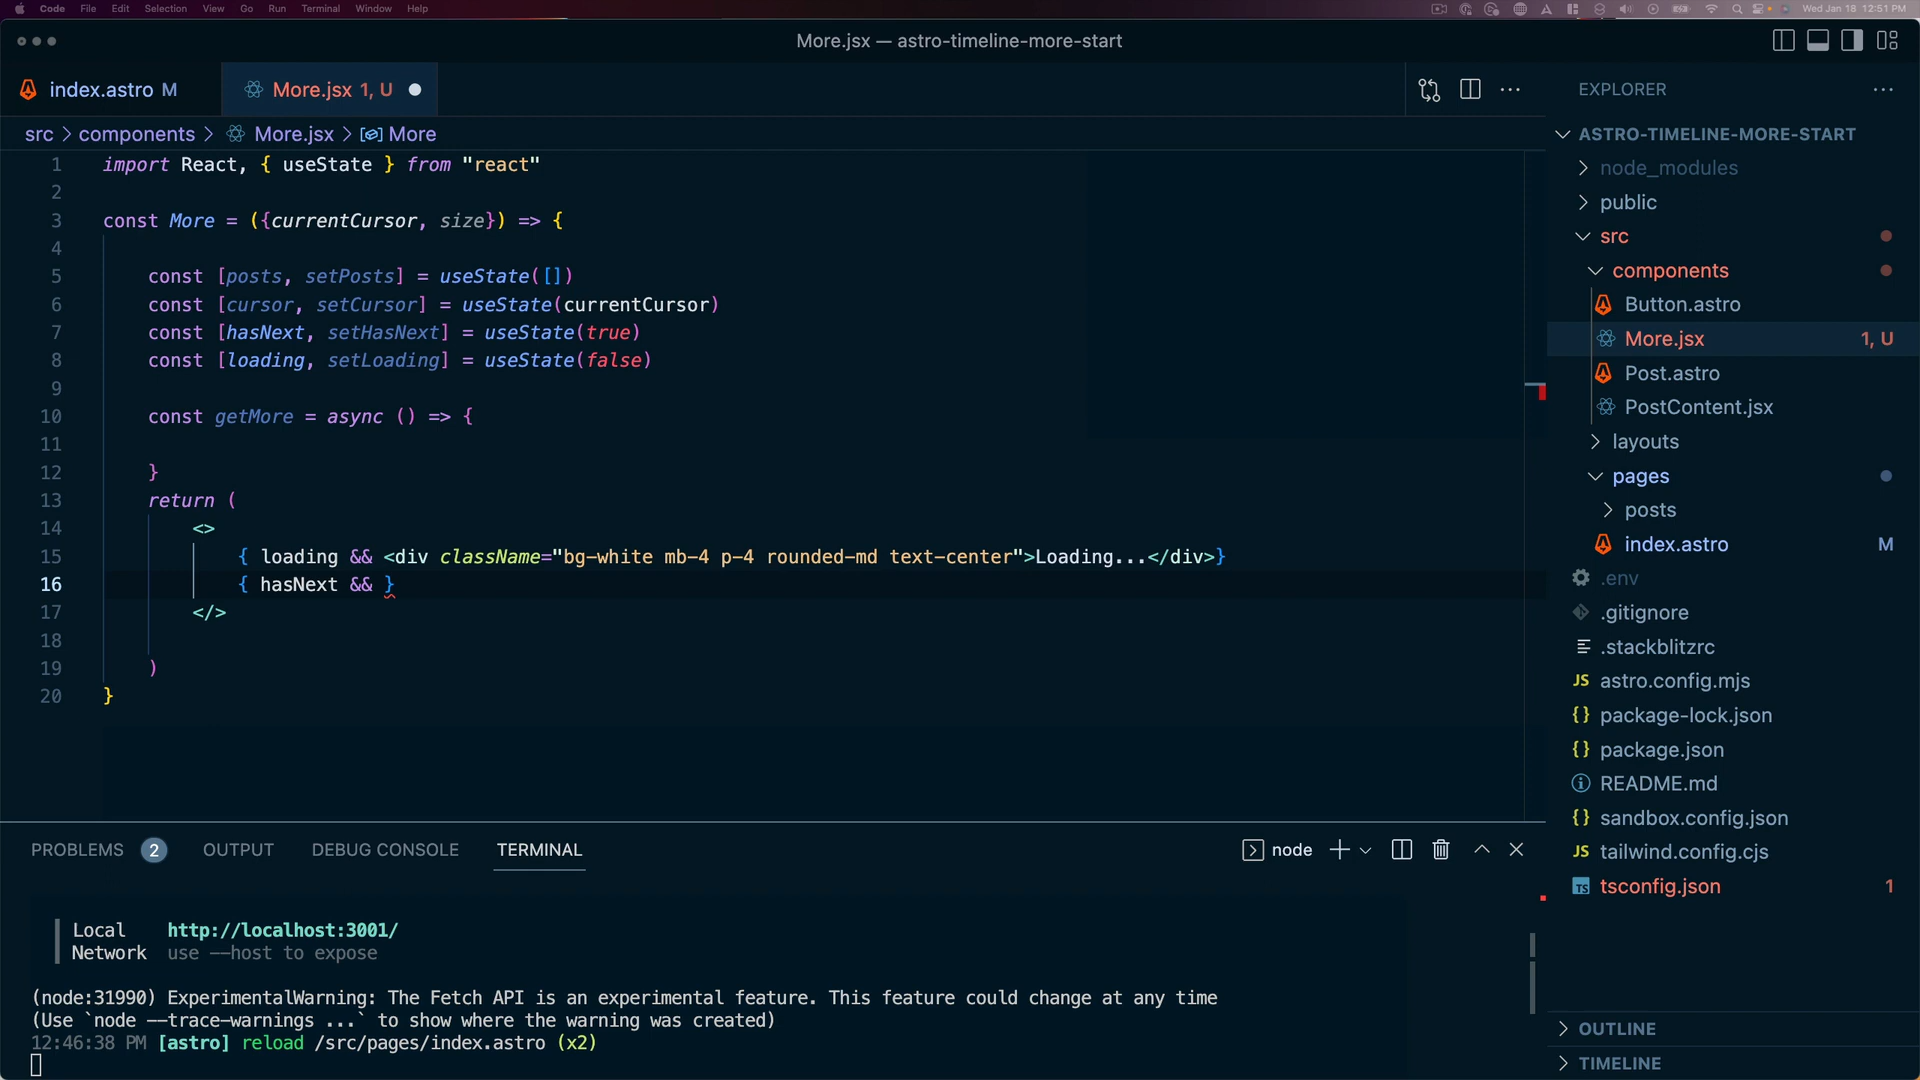 Code File Edit Selection View Go Run Terminal Window Help Wed Jan 18 12:51 PM
More.jsx — astro-timeline-more-start
index.astro M More.jsx 1, U
EXPLORER
src > components > More.jsx > More
1 import React, { useState } from "react"
2
3 const More = ({currentCursor, size}) => {
4
5 const [posts, setPosts] = useState([])
6 const [cursor, setCursor] = useState(currentCursor)
7 const [hasNext, setHasNext] = useState(true)
8 const [loading, setLoading] = useState(false)
9
10 const getMore = async () => {
11
12 }
13 return (
14 <>
15 { loading && <div className="bg-white mb-4 p-4 rounded-md text-center">Loading...</div>}
16 { hasNext && }
17 </>
18
19 )
20 }
ASTRO-TIMELINE-MORE-START
node_modules
public
src
components
Button.astro
More.jsx 1, U
Post.astro
PostContent.jsx
layouts
pages
posts
index.astro M
.env
.gitignore
.stackblitzrc
JS astro.config.mjs
{} package-lock.json
{} package.json
README.md
{} sandbox.config.json
JS tailwind.config.cjs
TS tsconfig.json 1
OUTLINE
TIMELINE
PROBLEMS 2 OUTPUT DEBUG CONSOLE TERMINAL node
Local http://localhost:3001/
Network use --host to expose
(node:31990) ExperimentalWarning: The Fetch API is an experimental feature. This feature could change at any time
(Use `node --trace-warnings ...` to show where the warning was created)
12:46:38 PM [astro] reload /src/pages/index.astro (x2)